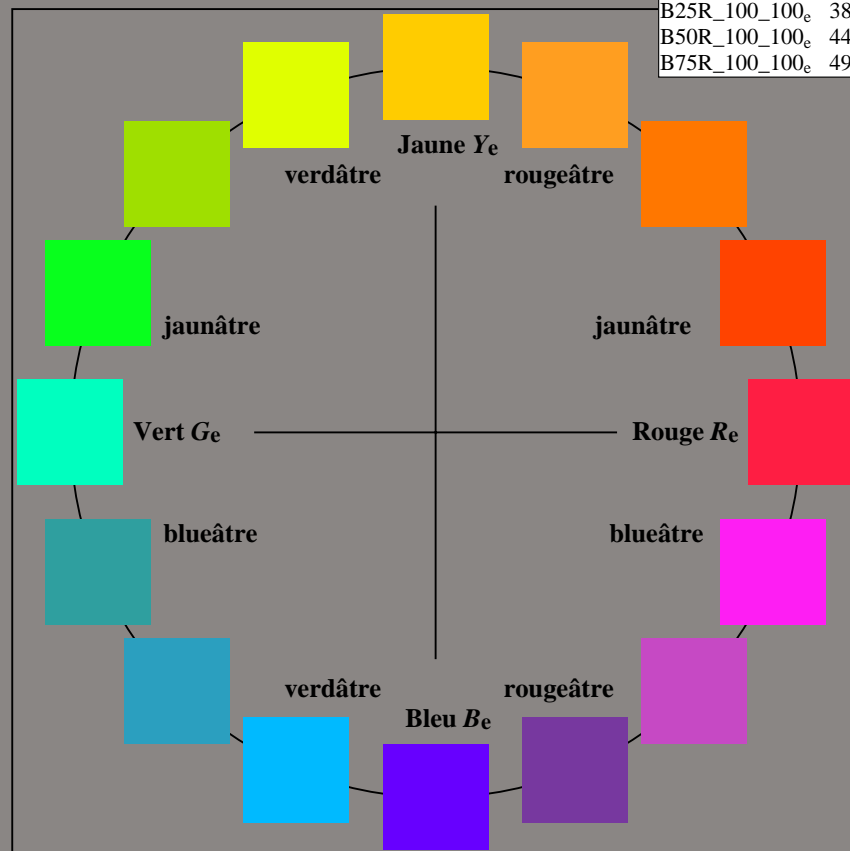 B25R_100_100e 38
B50R_100_100e 44
B75R_100_100e 49
Jaune Ye
verdâtre rougeâtre
jaunâtre jaunâtre
Vert Ge Rouge Re
blueâtre blueâtre
verdâtre rougeâtre
Bleu Be